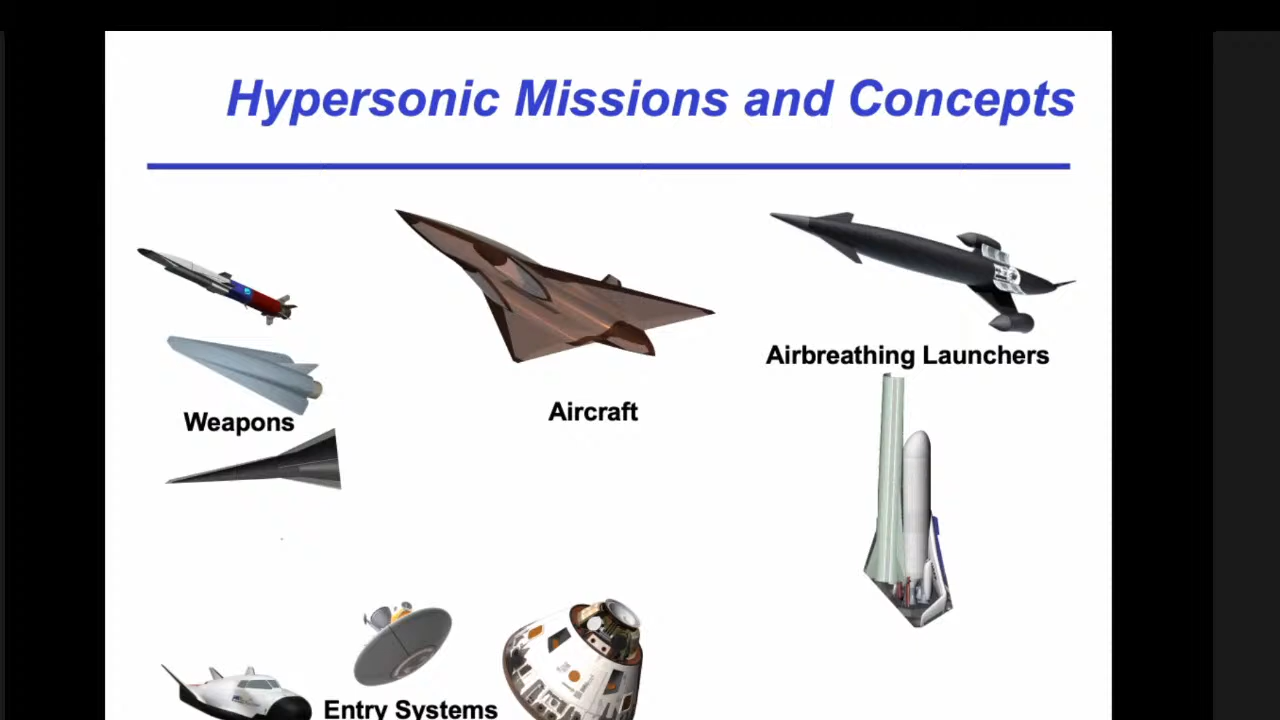 Hypersonic Missions and Concepts
Airbreathing Launchers
Aircraft
Weapons
Entry Systems